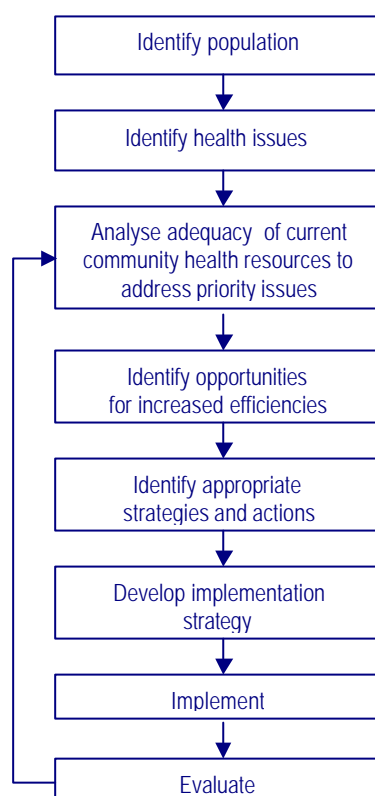 Identify population
Identify health issues
Analyse adequacy of current
community health resources to
address priority issues
Identify opportunities
for increased efficiencies
Identify appropriate
strategies and actions
Develop implementation
strategy
Implement
Evaluate